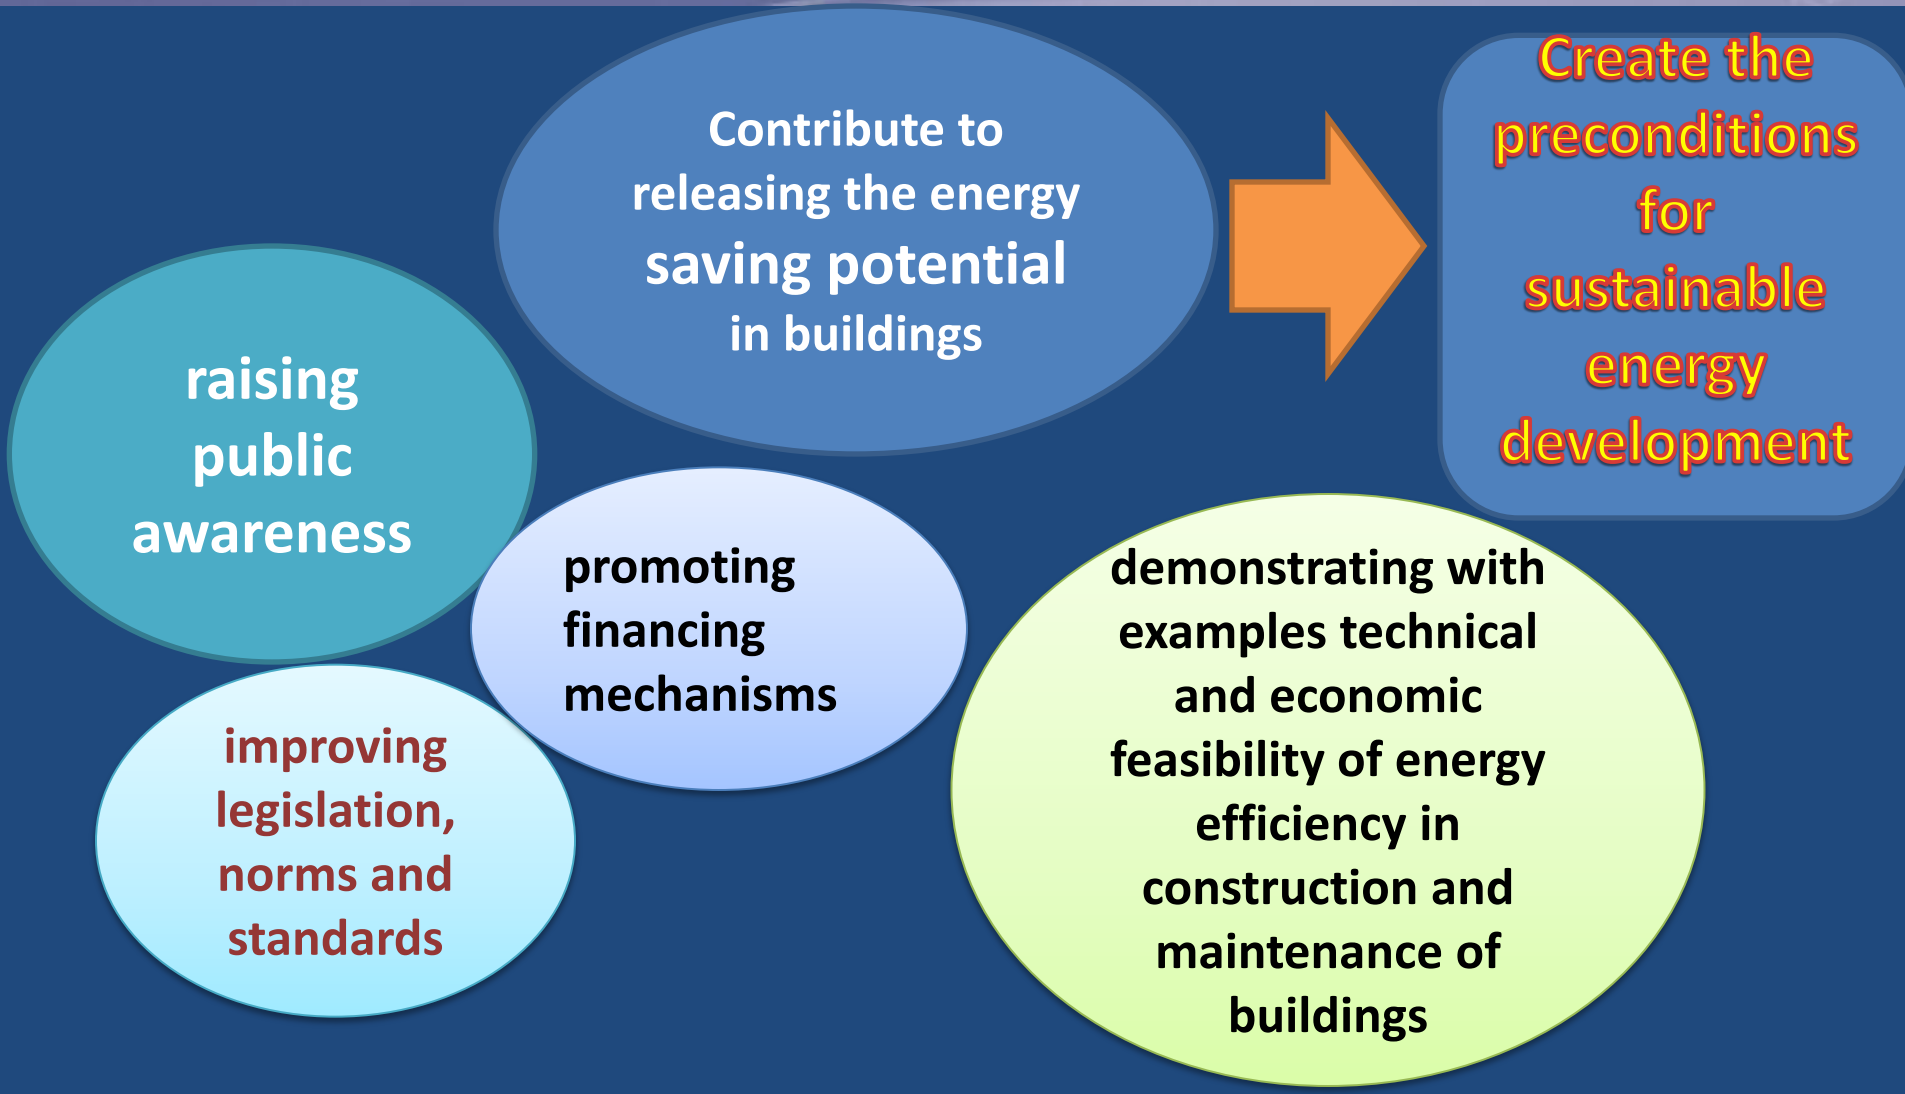 Contribute to
releasing the energy
saving potential
in buildings
Create the
preconditions
for
sustainable
energy
development
raising
public
awareness
promoting
financing
mechanisms
demonstrating with
examples technical
and economic
feasibility of energy
efficiency in
construction and
maintenance of
buildings
improving
legislation,
norms and
standards